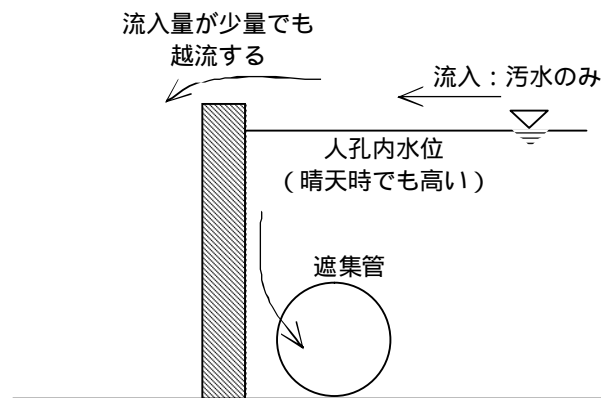 流入量が少量でも
越流する
流入：汚水のみ
人孔内水位
（晴天時でも高い）
遮集管